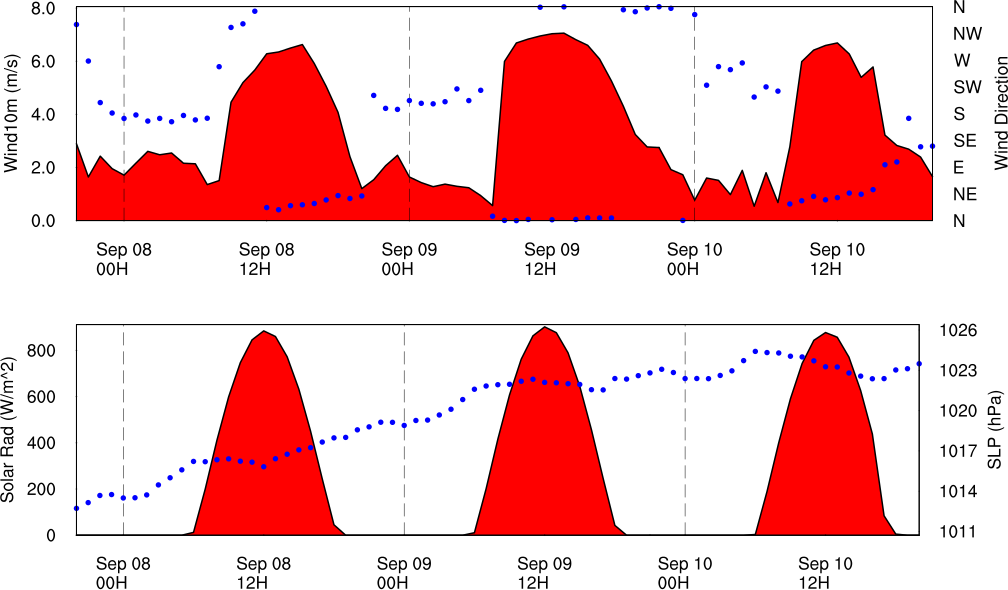 8.0
6.0
4.0
2.0
0.0
Wind10m (m/s)
N
NW
W
SW
S
SE
E
NE
N
Wind Direction
Sep 08 Sep 08 Sep 09 Sep 09 Sep 10 Sep 10
00H 12H 00H 12H 00H 12H
800
600
400
200
0
Solar Rad (W/m^2)
1026
1023
1020
1017
1014
1011
SLP (hPa)
Sep 08 Sep 08 Sep 09 Sep 09 Sep 10 Sep 10
00H 12H 00H 12H 00H 12H